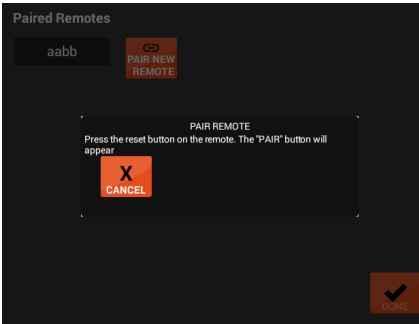 Paired Remotes
aabb
PAIR NEW
REMOTE
PAIR REMOTE
Press the reset button on the remote. The "PAIR" button will
appear
X
CANCEL
DONE